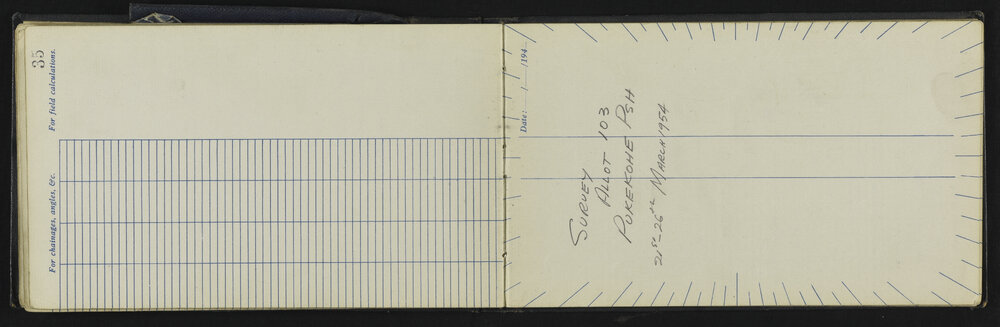 35
For field calculations.
For chainages, angles, &c.
Date: / /194
SURVEY
ALLOT 103
PUKEKOHE PSH
21st-26th MARCH 1954